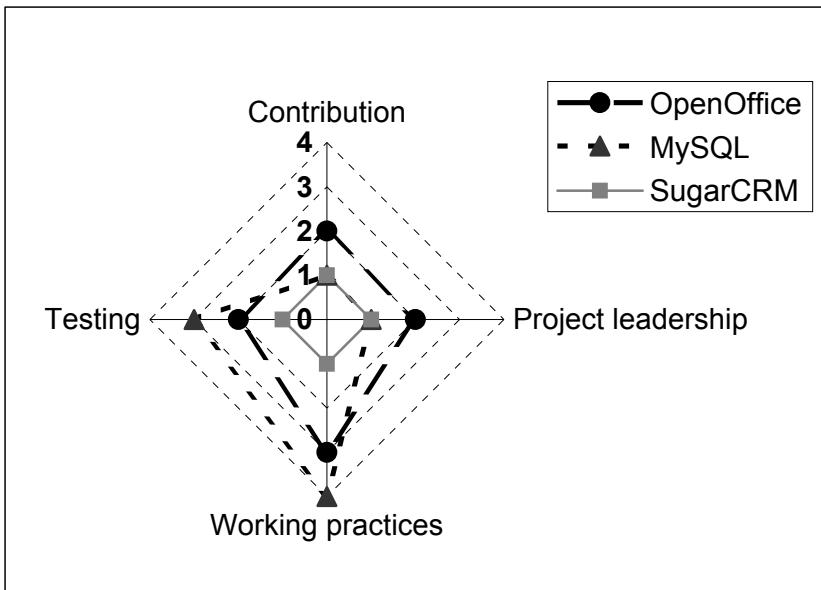 Contribution
4
3
2
1
0
Testing
Project leadership
Working practices
OpenOffice
MySQL
SugarCRM